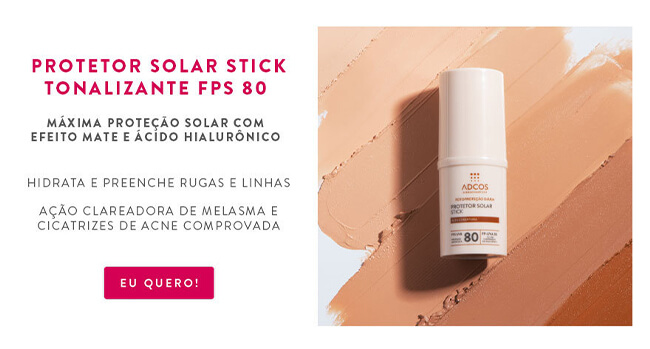 PROTETOR SOLAR STICK
TONALIZANTE FPS 80
MÁXIMA PROTEÇÃO SOLAR COM
EFEITO MATE E ÁCIDO HIALURÔNICO
HIDRATA E PREENCHE RUGAS E LINHAS
AÇÃO CLAREADORA DE MELASMA E
CICATRIZES DE ACNE COMPROVADA
EU QUERO!
ADCOS
PROTETOR SOLAR
STICK
80